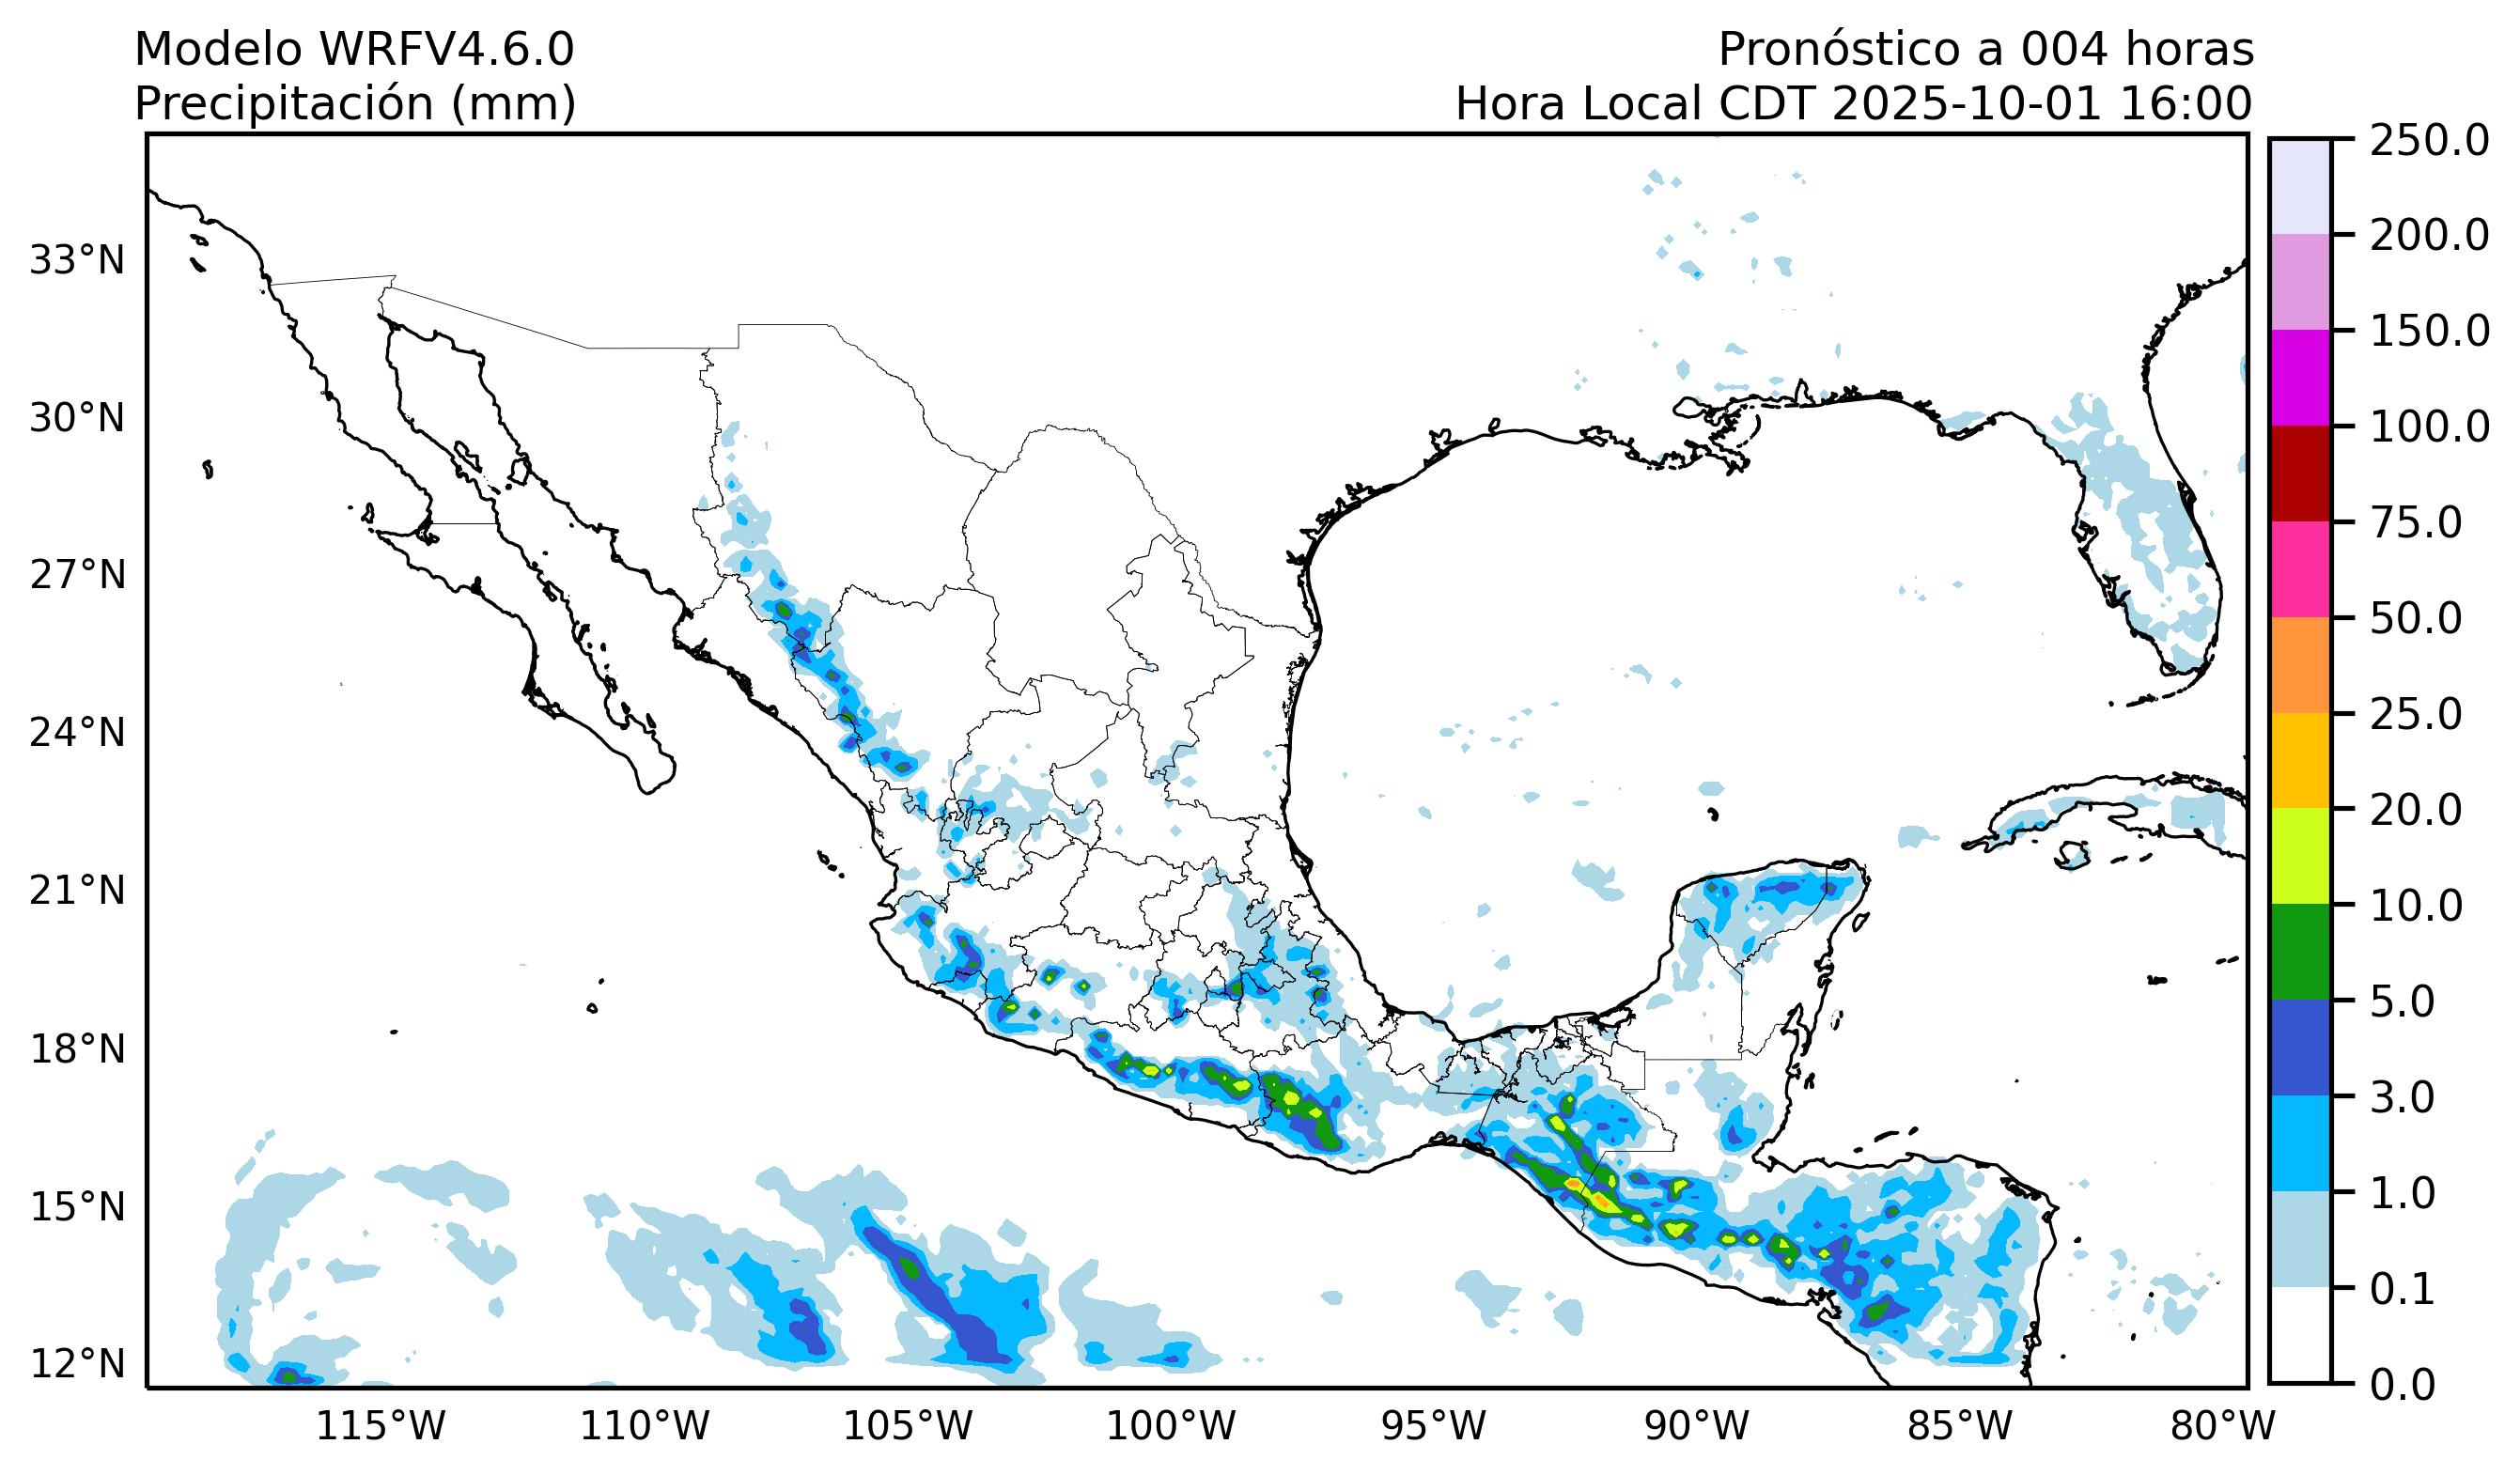 Modelo WRFV4.6.0
Precipitación (mm)
Pronóstico a 004 horas
Hora Local CDT 2025-10-01 16:00
33°N
30°N
27°N
24°N
21°N
18°N
15°N
12°N
115°W
110°W
105°W
100°W
95°W
90°W
85°W
80°W
250.0
200.0
150.0
100.0
75.0
50.0
25.0
20.0
10.0
5.0
3.0
1.0
0.1
0.0